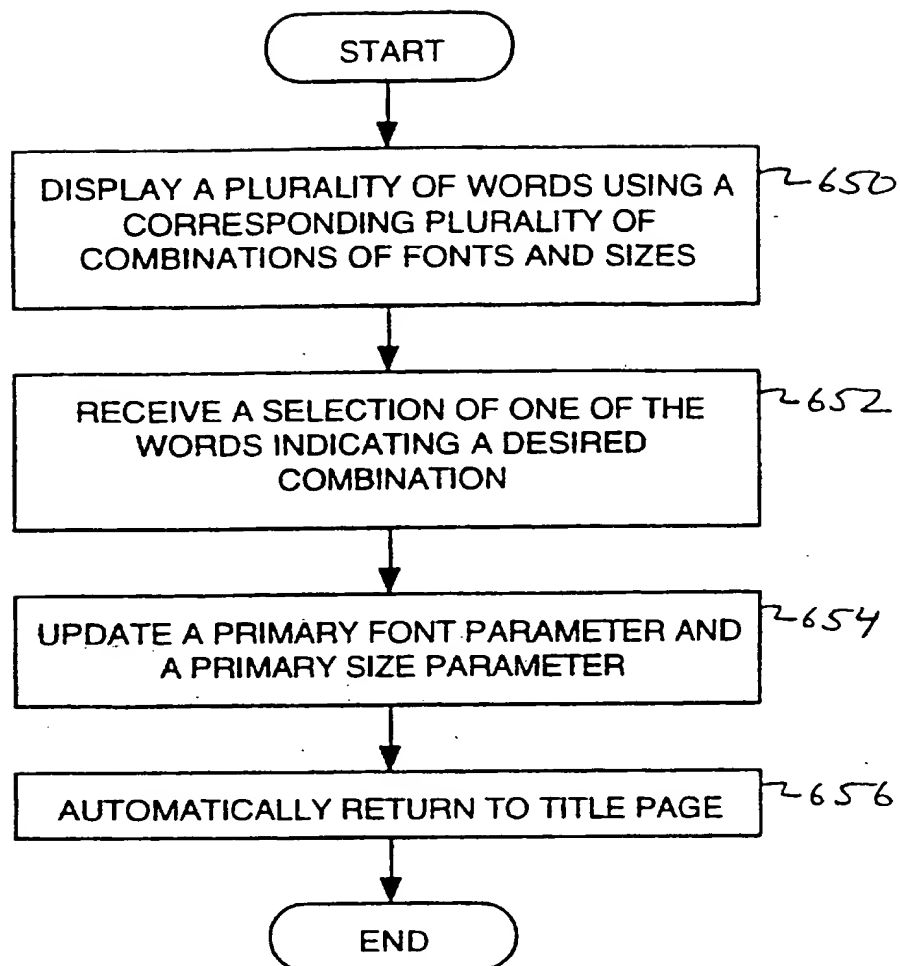 START
DISPLAY A PLURALITY OF WORDS USING A
CORRESPONDING PLURALITY OF
COMBINATIONS OF FONTS AND SIZES
650
RECEIVE A SELECTION OF ONE OF THE
WORDS INDICATING A DESIRED
COMBINATION
652
UPDATE A PRIMARY FONT PARAMETER AND
A PRIMARY SIZE PARAMETER
654
AUTOMATICALLY RETURN TO TITLE PAGE
656
END